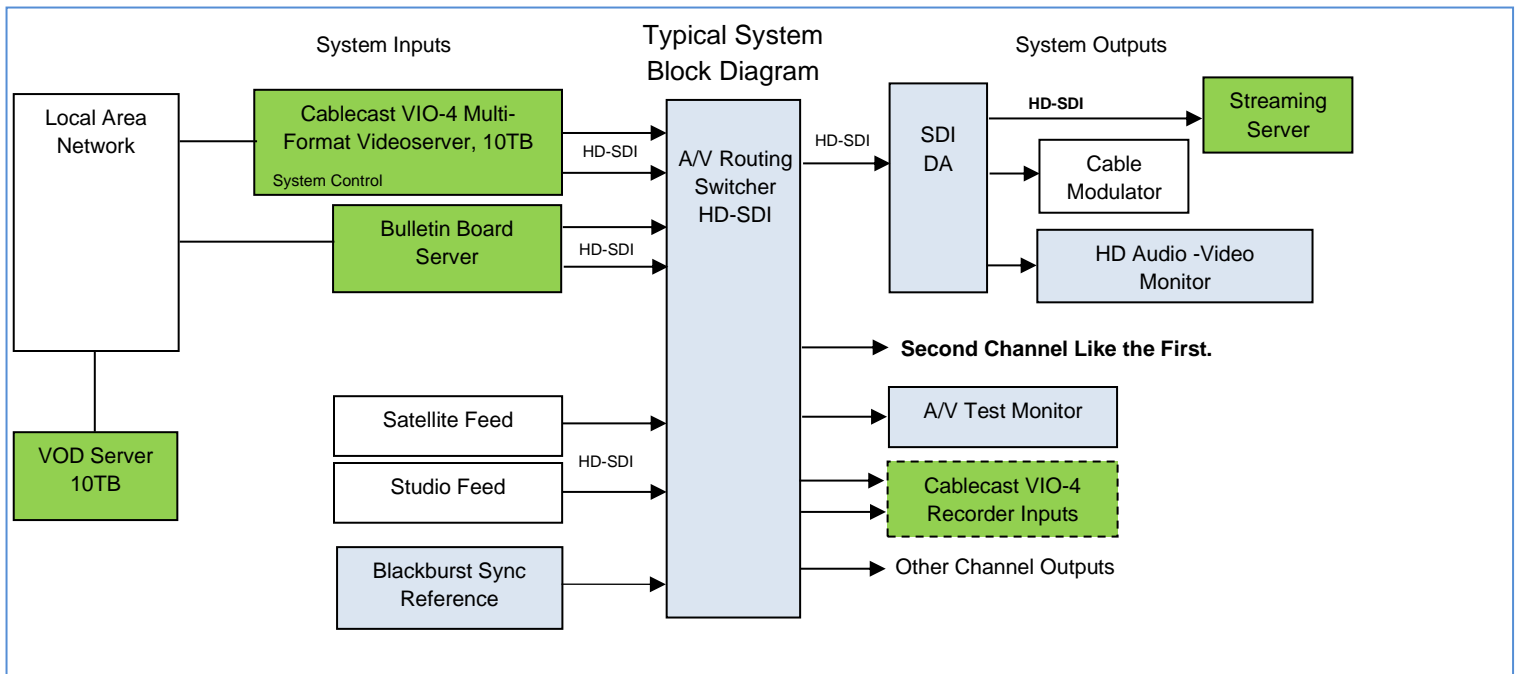 Typical System
Block Diagram
System Inputs
System Outputs
Local Area
Network
Cablecast VIO-4 Multi-
Format Videoserver, 10TB
System Control
HD-SDI
Bulletin Board
Server
HD-SDI
VOD Server
10TB
Satellite Feed
HD-SDI
Studio Feed
Blackburst Sync
Reference
A/V Routing
Switcher
HD-SDI
HD-SDI
SDI
DA
HD-SDI
Streaming
Server
Cable
Modulator
HD Audio -Video
Monitor
Second Channel Like the First.
A/V Test Monitor
Cablecast VIO-4
Recorder Inputs
Other Channel Outputs